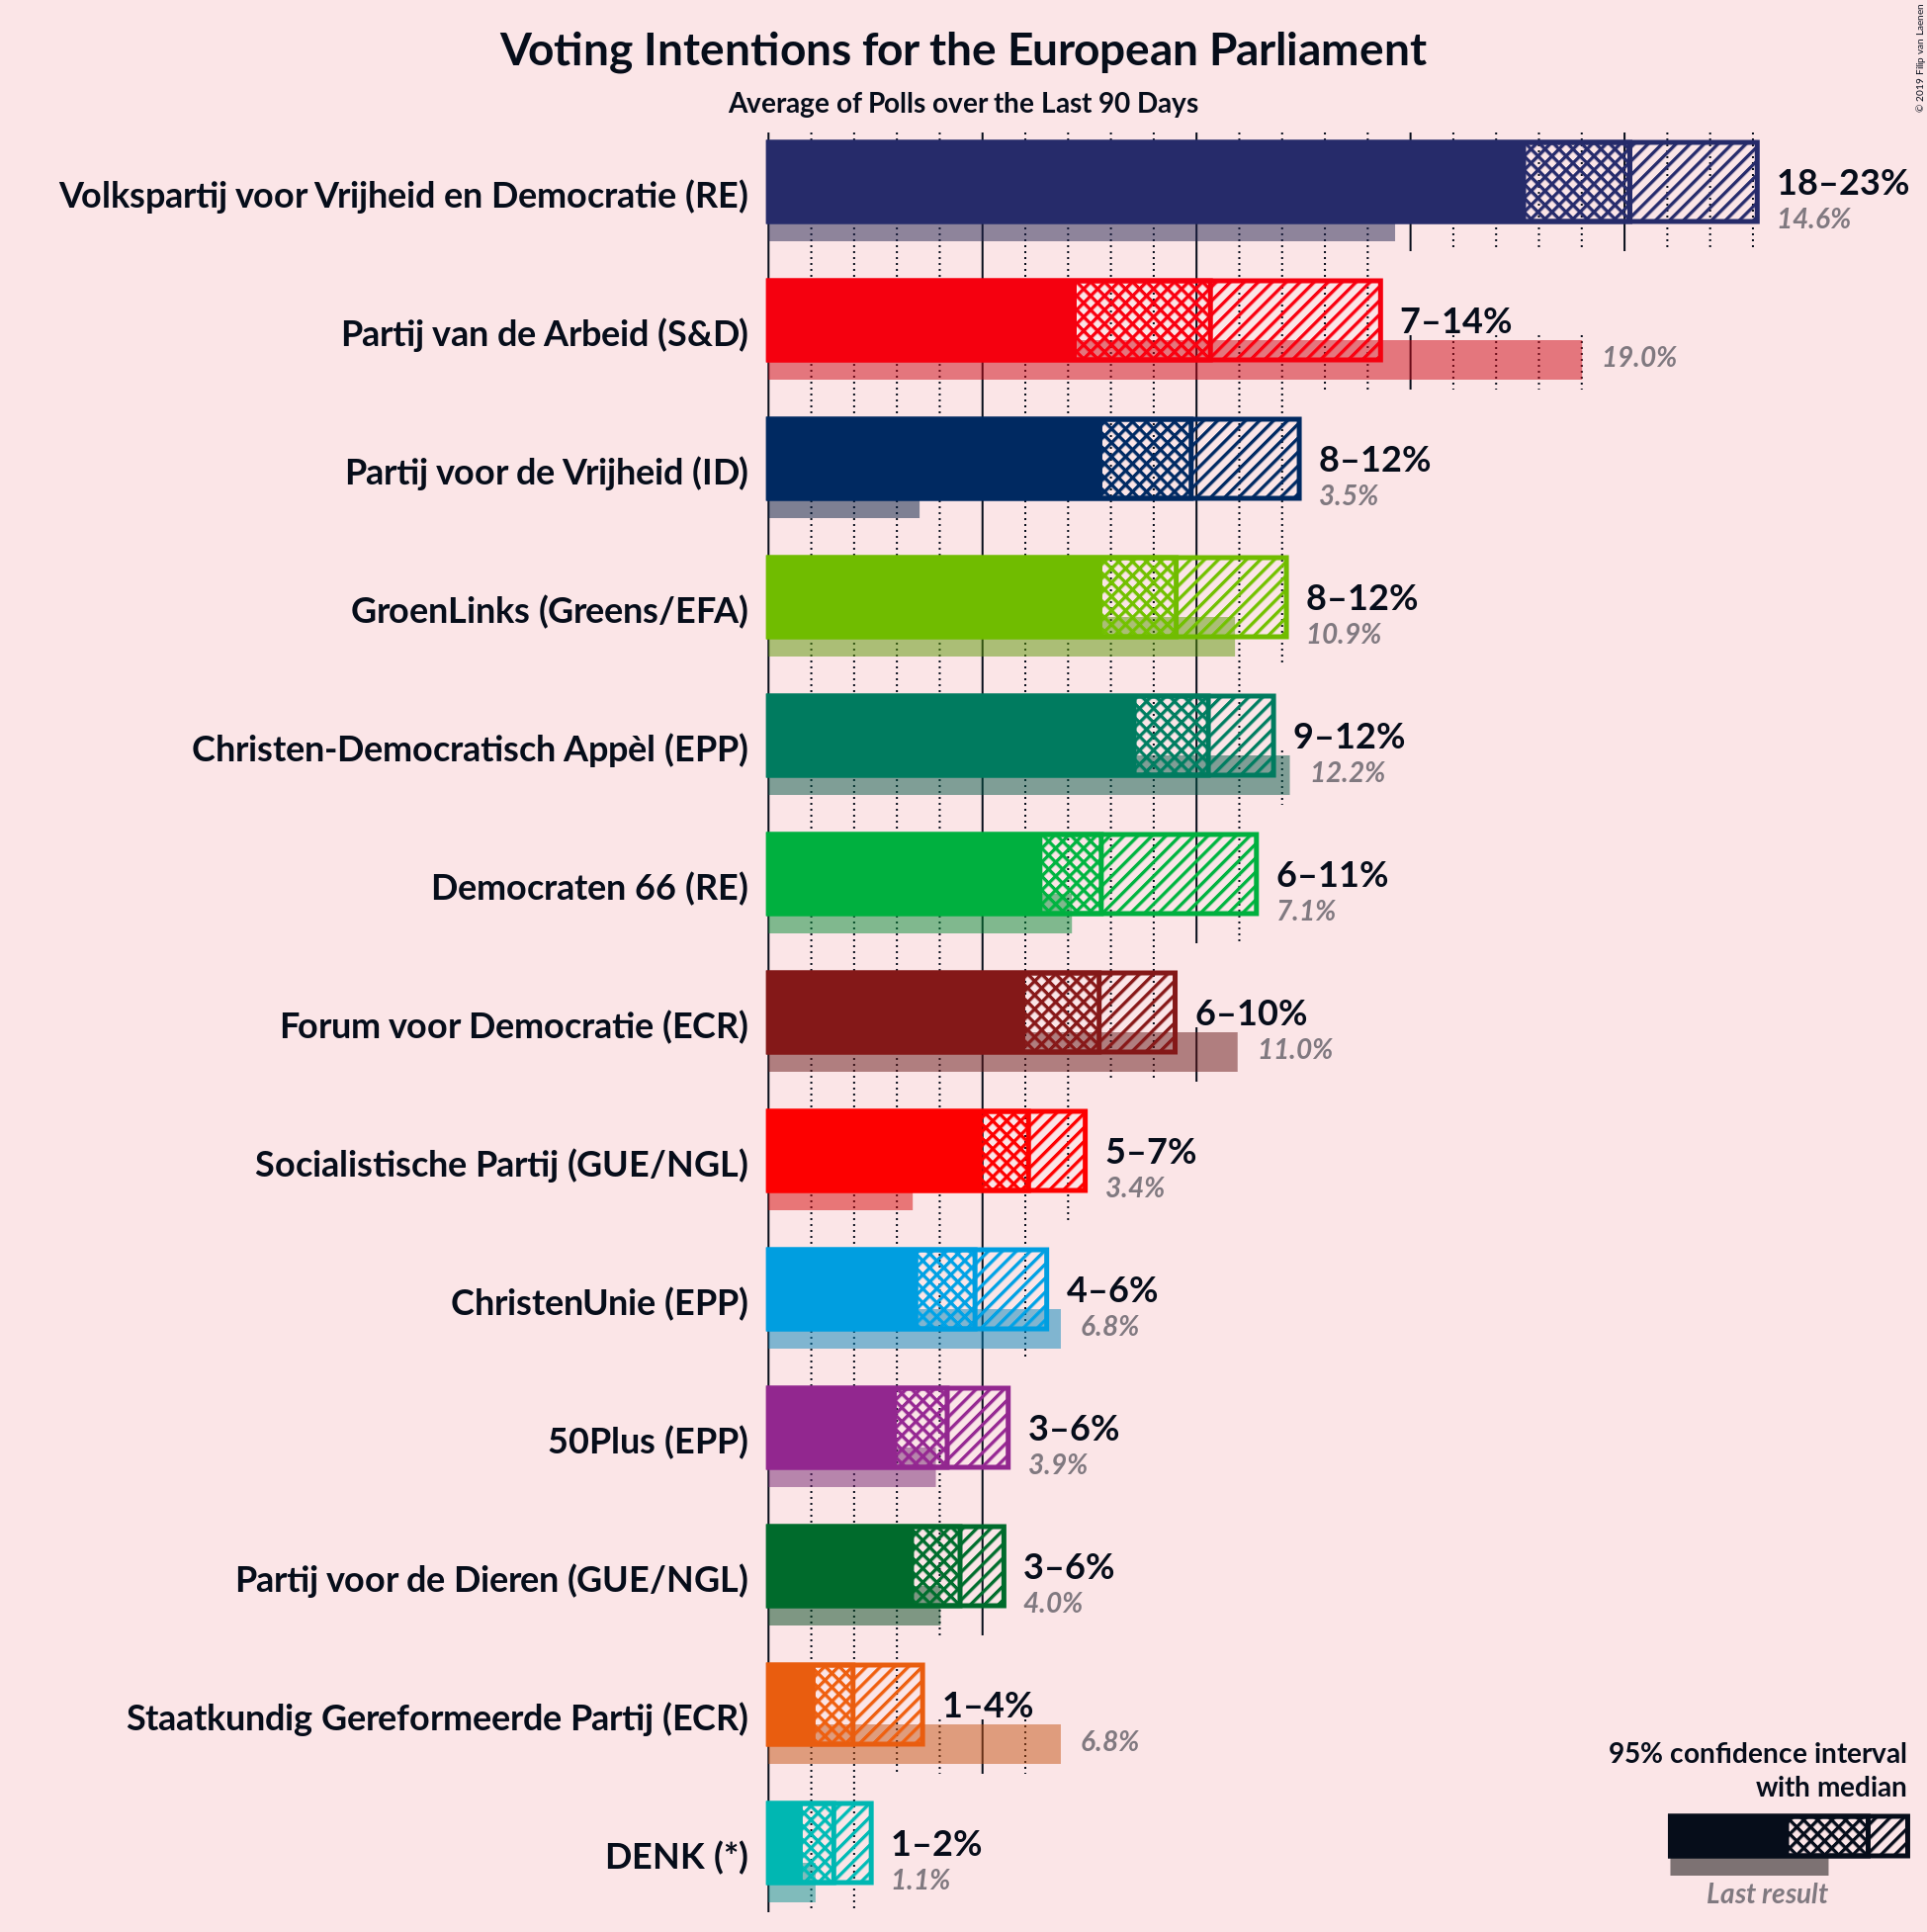 Voting Intentions for the European Parliament
Average of Polls over the Last 90 Days
© 2019 Filip van Laenen
Volkspartij voor Vrijheid en Democratie (RE)
18–23%
14.6%
Partij van de Arbeid (S&D)
7–14%
19.0%
Partij voor de Vrijheid (ID)
8–12%
3.5%
GroenLinks (Greens/EFA)
8–12%
10.9%
Christen-Democratisch Appèl (EPP)
9–12%
12.2%
Democraten 66 (RE)
6–11%
7.1%
Forum voor Democratie (ECR)
6–10%
11.0%
Socialistische Partij (GUE/NGL)
5–7%
3.4%
ChristenUnie (EPP)
4–6%
6.8%
50Plus (EPP)
3–6%
3.9%
Partij voor de Dieren (GUE/NGL)
3–6%
4.0%
Staatkundig Gereformeerde Partij (ECR)
1–4%
6.8%
DENK (*)
1–2%
1.1%
95% confidence interval
with median
Last result